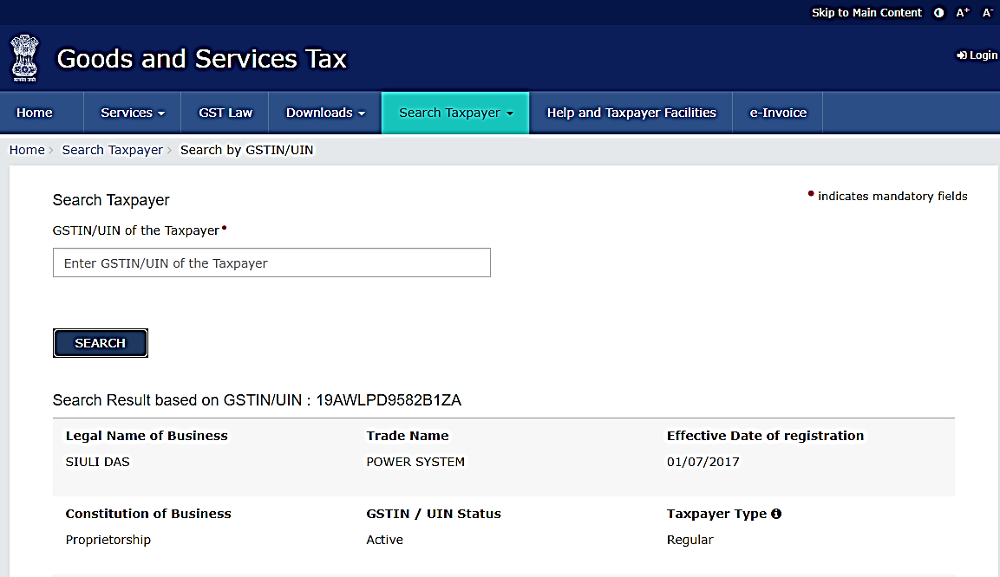 Skip to Main Content A+ A-
Goods and Services Tax
Login
Home Services GST Law Downloads Search Taxpayer Help and Taxpayer Facilities e-Invoice
Home › Search Taxpayer › Search by GSTIN/UIN
Search Taxpayer
• indicates mandatory fields
GSTIN/UIN of the Taxpayer•
Enter GSTIN/UIN of the Taxpayer
SEARCH
Search Result based on GSTIN/UIN : 19AWLPD9582B1ZA
Legal Name of Business Trade Name Effective Date of registration
SIULI DAS POWER SYSTEM 01/07/2017
Constitution of Business GSTIN / UIN Status Taxpayer Type
Proprietorship Active Regular